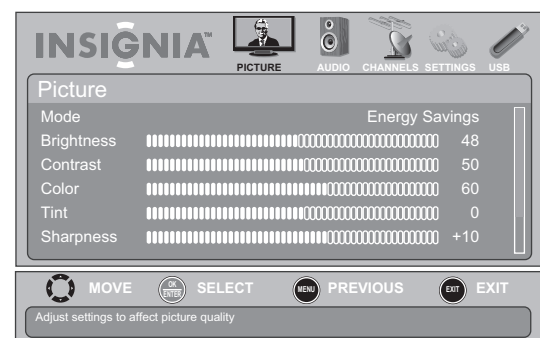 INSIGNIA™
PICTURE AUDIO CHANNELS SETTINGS USB
Picture
Mode Energy Savings
Brightness 48
Contrast 50
Color 60
Tint 0
Sharpness +10
MOVE OK ENTER SELECT MENU PREVIOUS EXIT EXIT
Adjust settings to affect picture quality